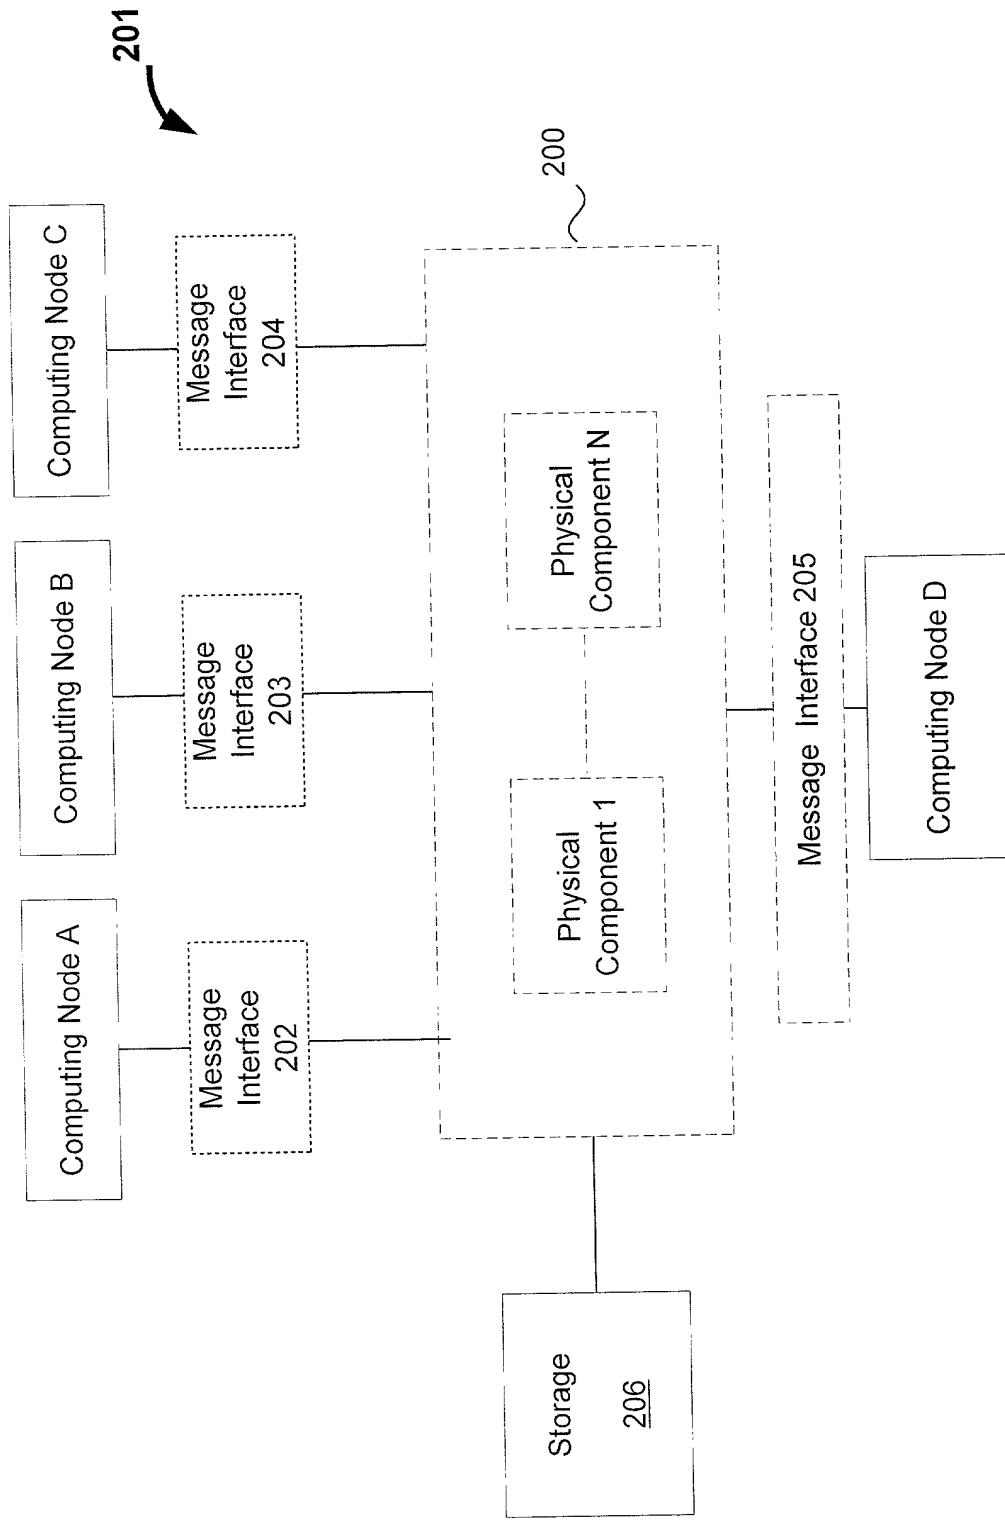 201
Computing Node A
Computing Node B
Computing Node C
Message
Interface
202
Message
Interface
203
Message
Interface
204
200
Storage
206
Physical
Component 1
Physical
Component N
Message Interface 205
Computing Node D